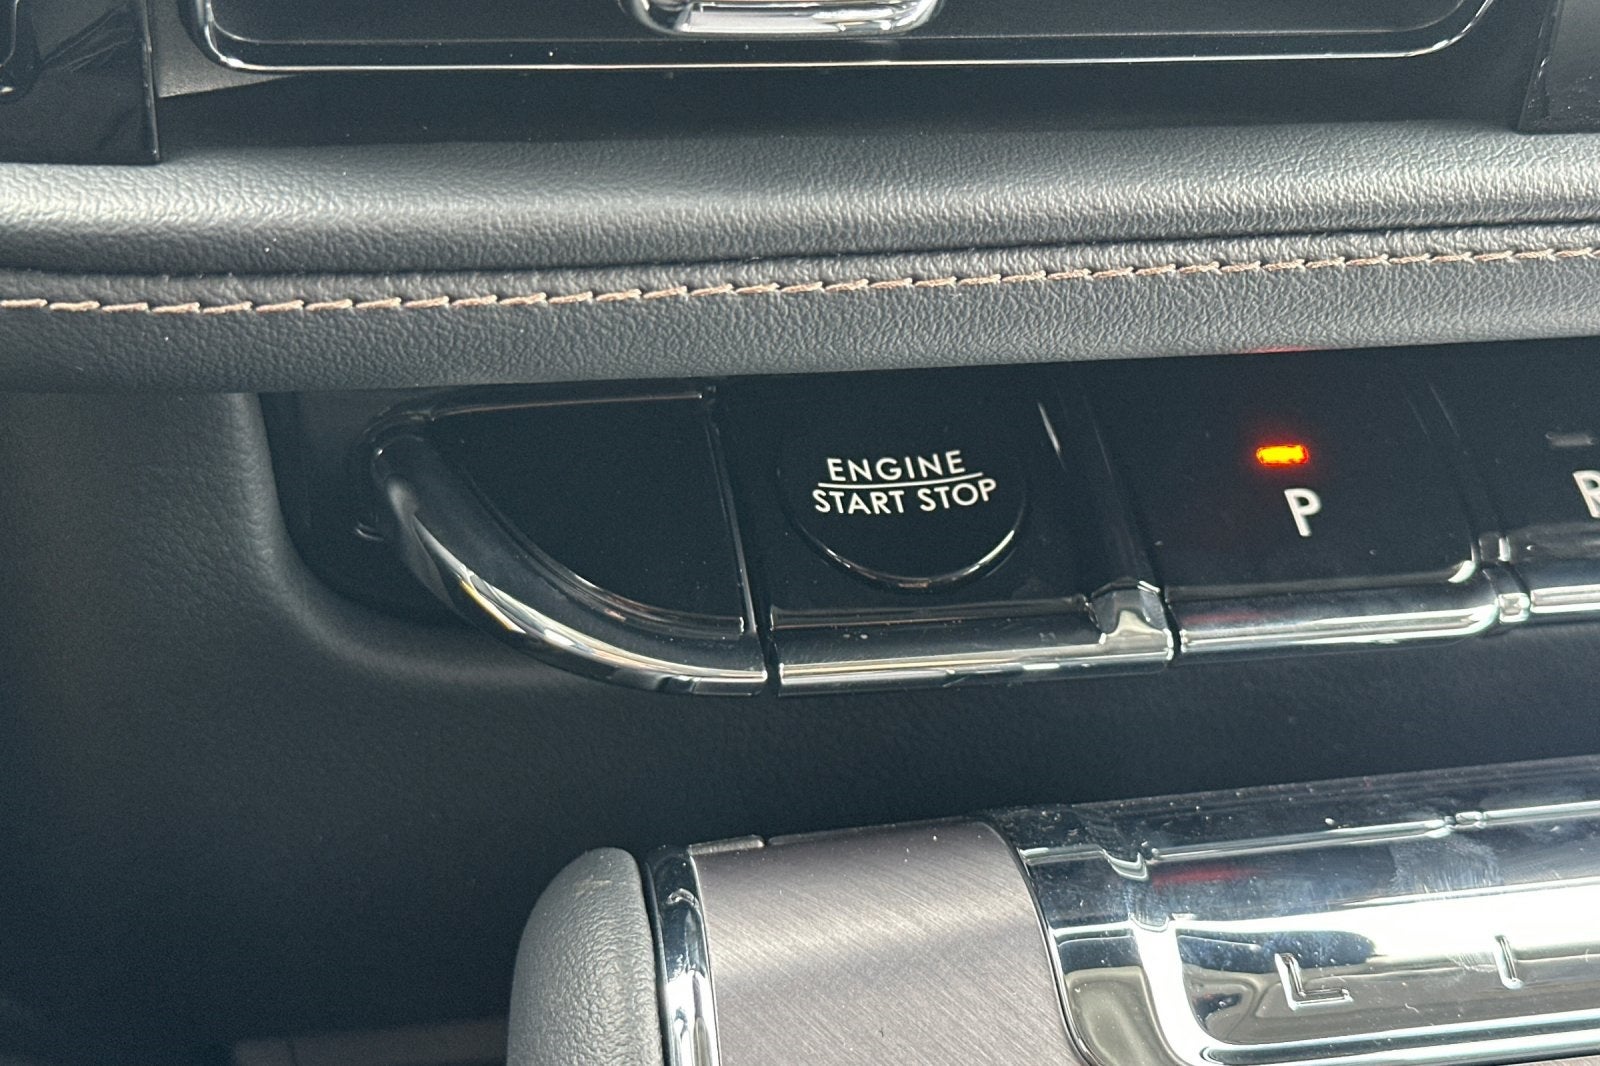 ENGINE
START STOP
P
R
L I